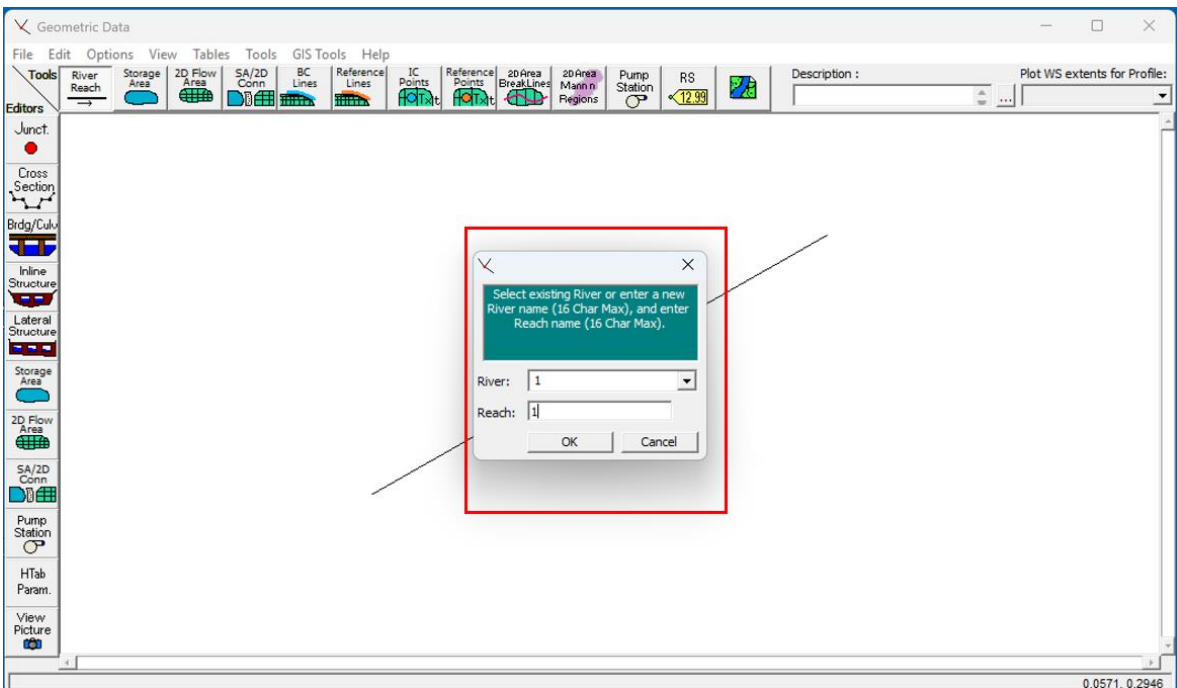 Geometric Data
File Edit Options View Tables Tools GIS Tools Help
Tools
Editors
River
Reach
Storage
Area
2D Flow
Area
SA/2D
Conn
BC
Lines
Reference
Lines
IC
Points
Reference
Points
2D Area
BreakLines
2D Area
Mann n
Regions
Pump
Station
RS
12.99
Description :
...
Plot WS extents for Profile:
Junct.
Cross
Section
Brdg/Culv
Inline
Structure
Lateral
Structure
Storage
Area
2D Flow
Area
SA/2D
Conn
Pump
Station
HTab
Param.
View
Picture
Select existing River or enter a new
River name (16 Char Max), and enter
Reach name (16 Char Max).
River: 1
Reach: 1
OK Cancel
0.0571, 0.2946